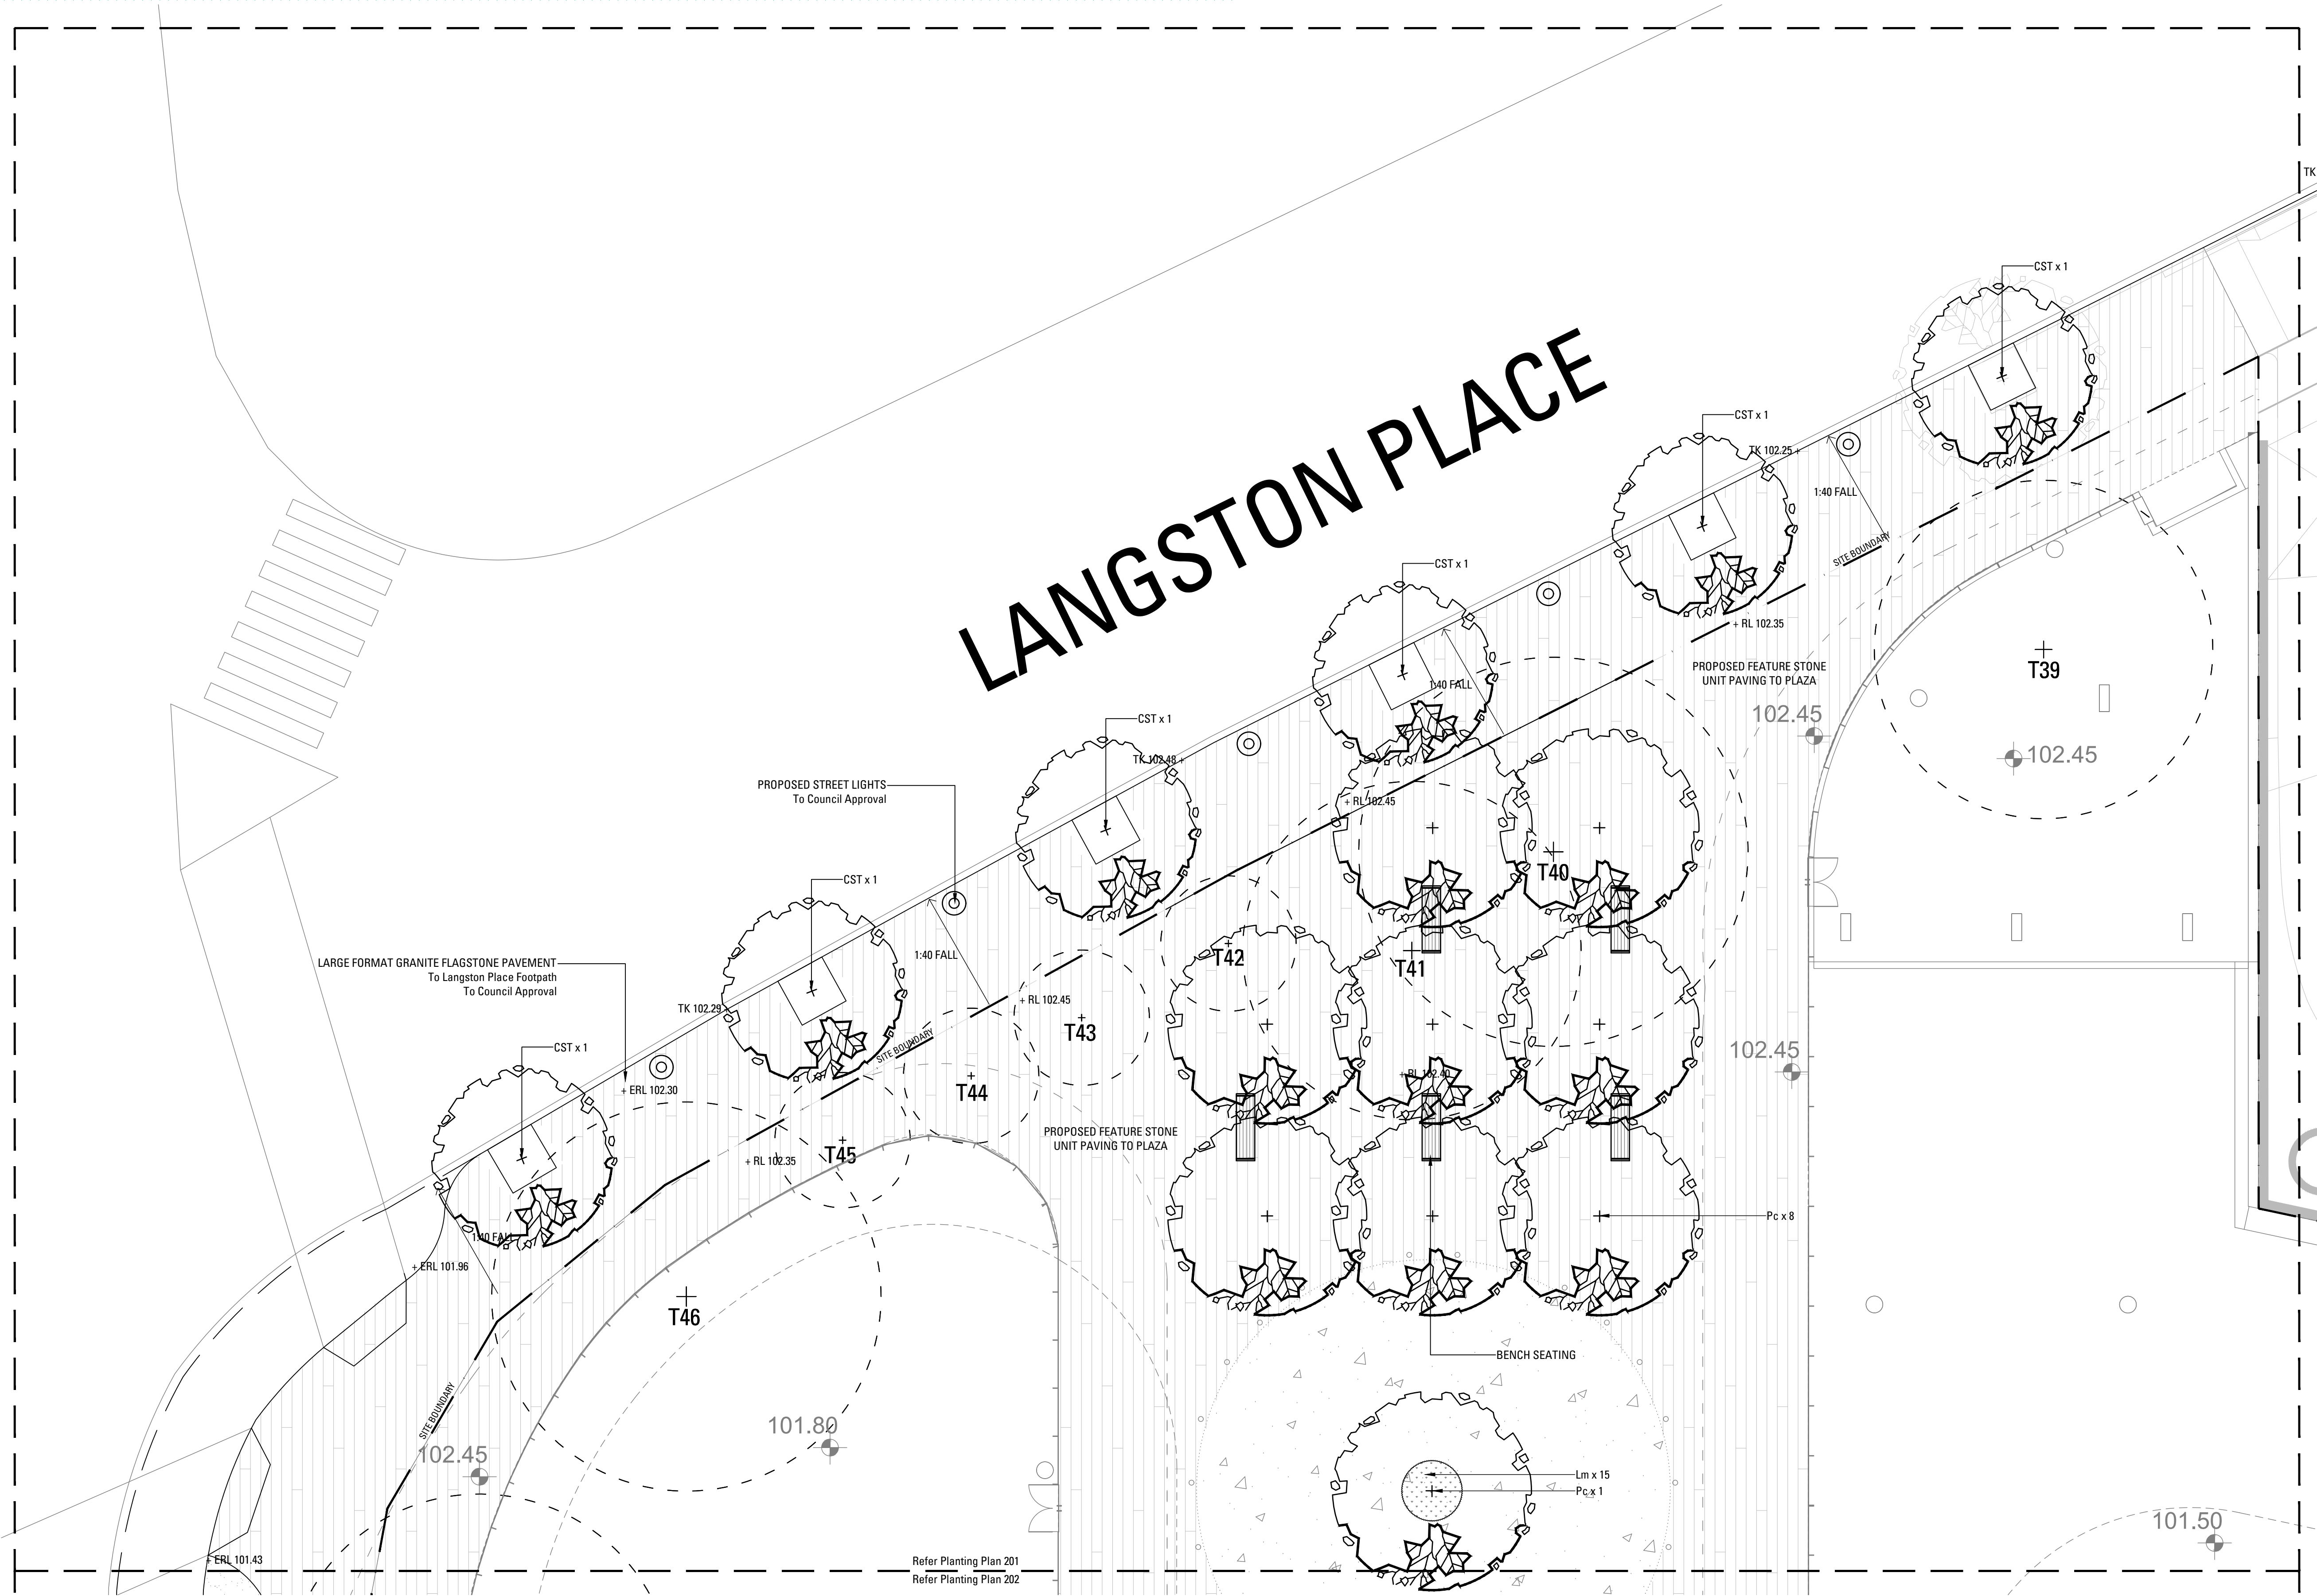 TK
CST x 1
LANGSTON PLACE
CST x 1
TK 102.25 +
1:40 FALL
SITE BOUNDARY
CST x 1
+ RL 102.35
PROPOSED FEATURE STONE
UNIT PAVING TO PLAZA
T39
1:40 FALL
102.45
102.45
CST x 1
TK 102.48 +
PROPOSED STREET LIGHTS
To Council Approval
+ RL 102.45
T40
CST x 1
1:40 FALL
T42
T41
LARGE FORMAT GRANITE FLAGSTONE PAVEMENT
To Langston Place Footpath
To Council Approval
TK 102.29
+ RL 102.45
T43
SITE BOUNDARY
CST x 1
102.45
+ RL 102.40
+ ERL 102.30
T44
PROPOSED FEATURE STONE
UNIT PAVING TO PLAZA
T45
+ RL 102.35
Pc x 8
1:40 FALL
+ ERL 101.96
T46
BENCH SEATING
SITE BOUNDARY
101.80
102.45
Lm x 15
Pc x 1
101.50
+ ERL 101.43
Refer Planting Plan 201
Refer Planting Plan 202